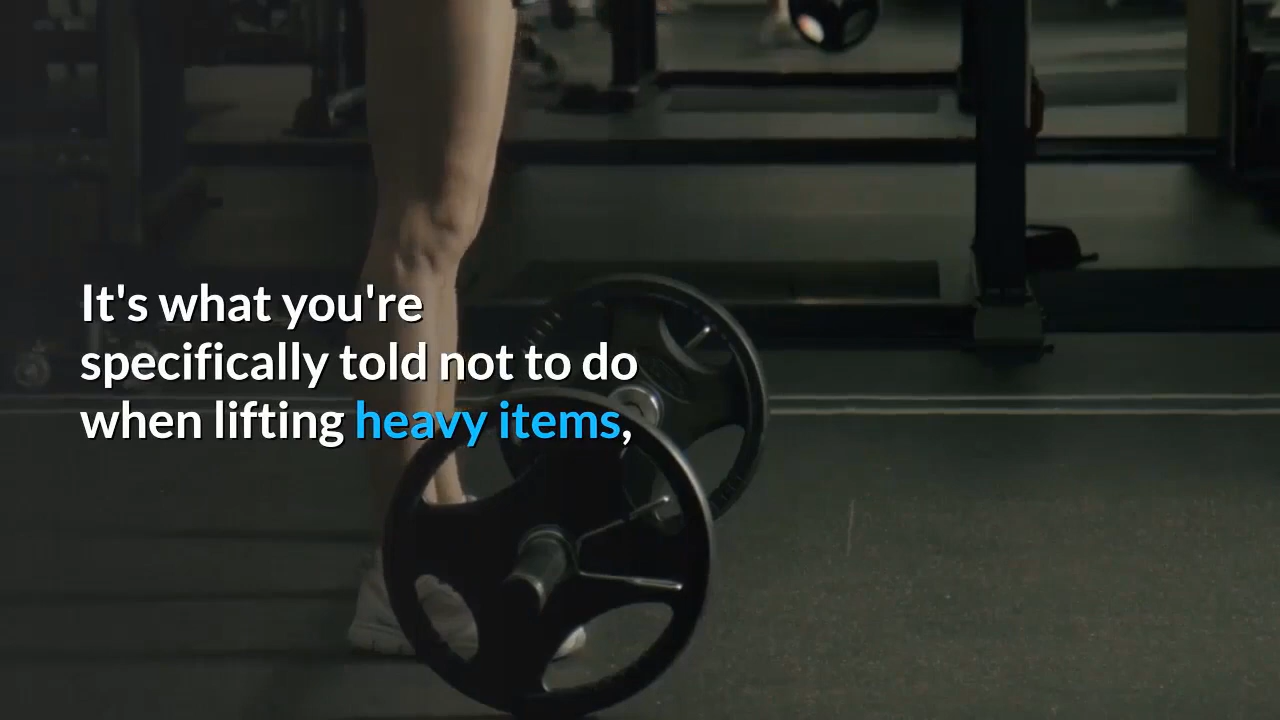 It's what you're
specifically told not to do
when lifting heavy items,